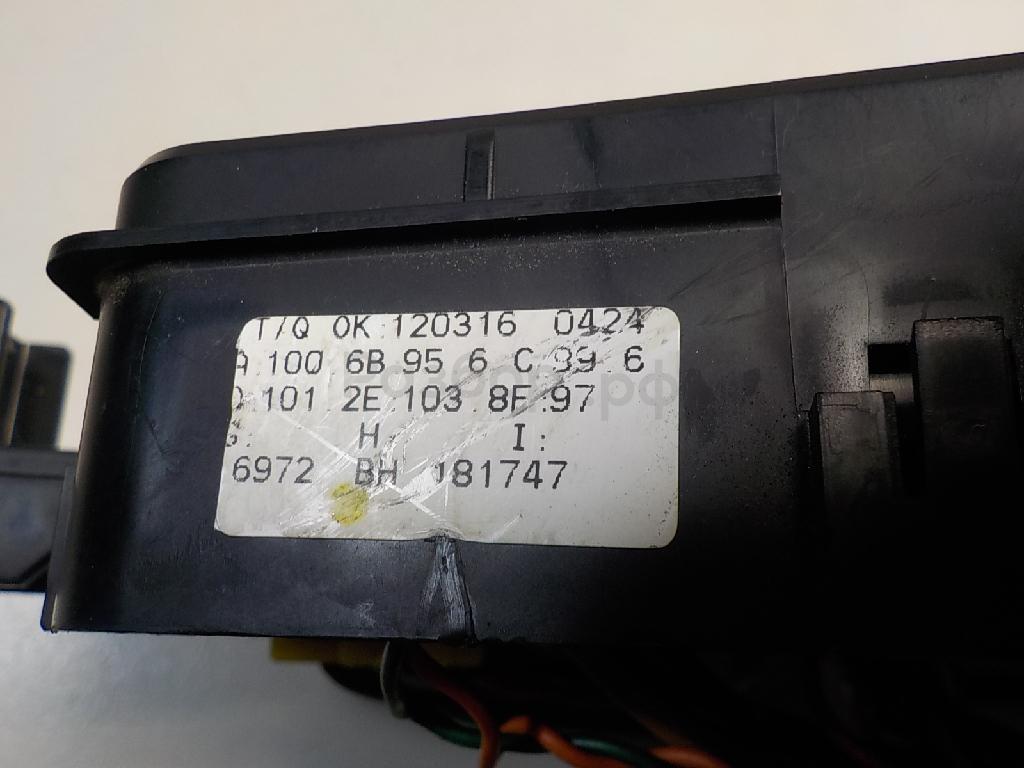 T/Q OK:120316 0424
A:100 6B:95.6 C:99.6
D:101.2E:103.8F:97
G: H: I:
6972 BH 181747